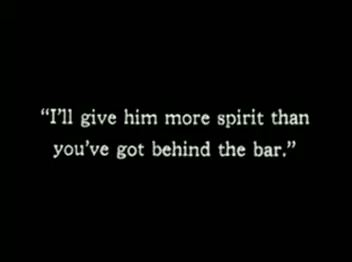 “I’ll give him more spirit than
you’ve got behind the bar.”